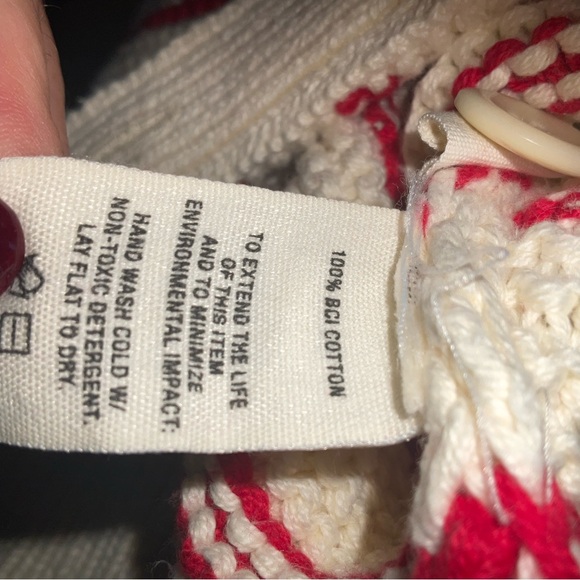 100% BCI COTTON
TO EXTEND THE LIFE
OF THIS ITEM
AND TO MINIMIZE
ENVIRONMENTAL IMPACT:
HAND WASH COLD W/
NON-TOXIC DETERGENT.
LAY FLAT TO DRY.